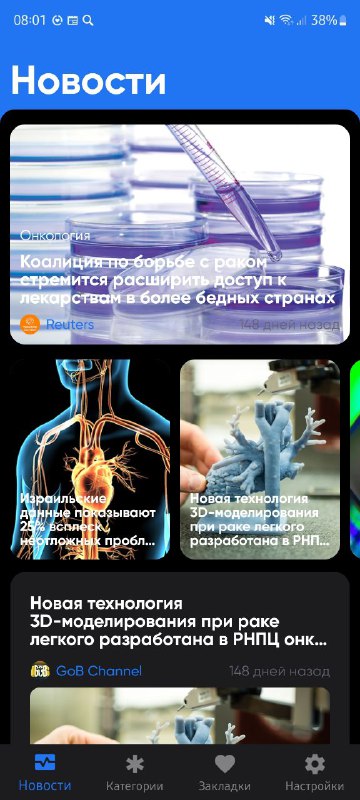 08:01
38%
Новости
Онкология
Коалиция по борьбе с раком
стремится расширить доступ к
лекарствам в более бедных странах
Reuters
148 дней назад
Израильские
данные показывают
25% всплеск
неотложных пробл...
Новая технология
3D-моделирования
при раке легкого
разработана в РНП...
Новая технология
3D-моделирования при раке
легкого разработана в РНПЦ онк...
GoB Channel
148 дней назад
Новости
Категории
Закладки
Настройки